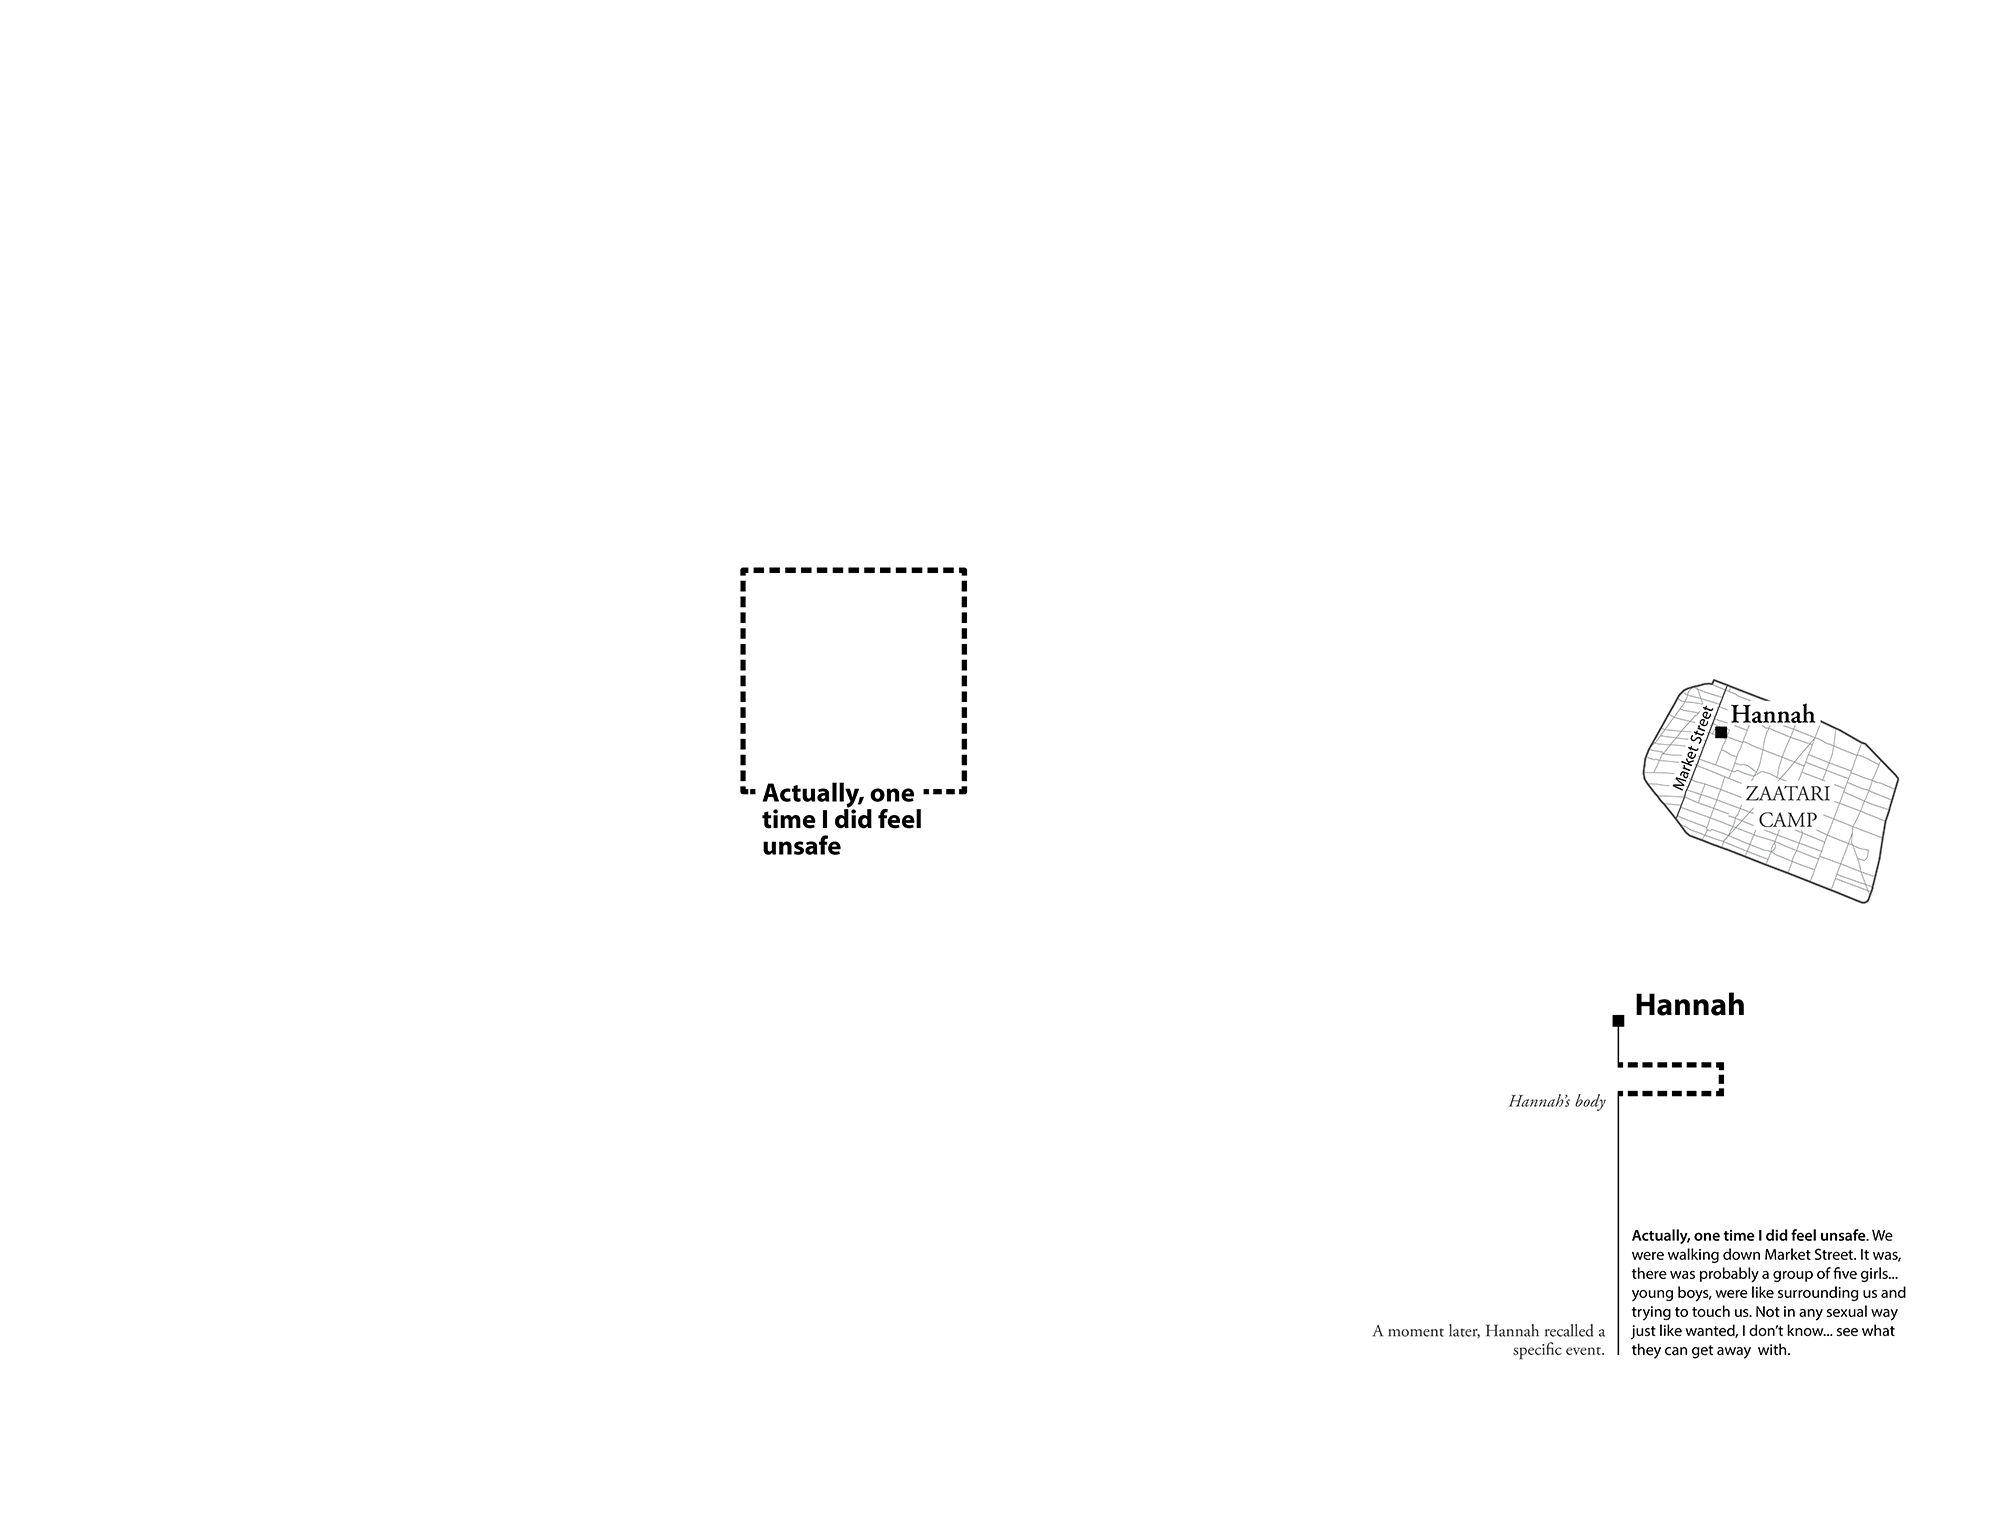 Actually, one
time I did feel
unsafe
Market Street
Hannah
ZAATARI
CAMP
Hannah
Hannah's body
A moment later, Hannah recalled a
specific event.
Actually, one time I did feel unsafe. We
were walking down Market Street. It was,
there was probably a group of five girls...
young boys, were like surrounding us and
trying to touch us. Not in any sexual way
just like wanted, I don't know... see what
they can get away  with.